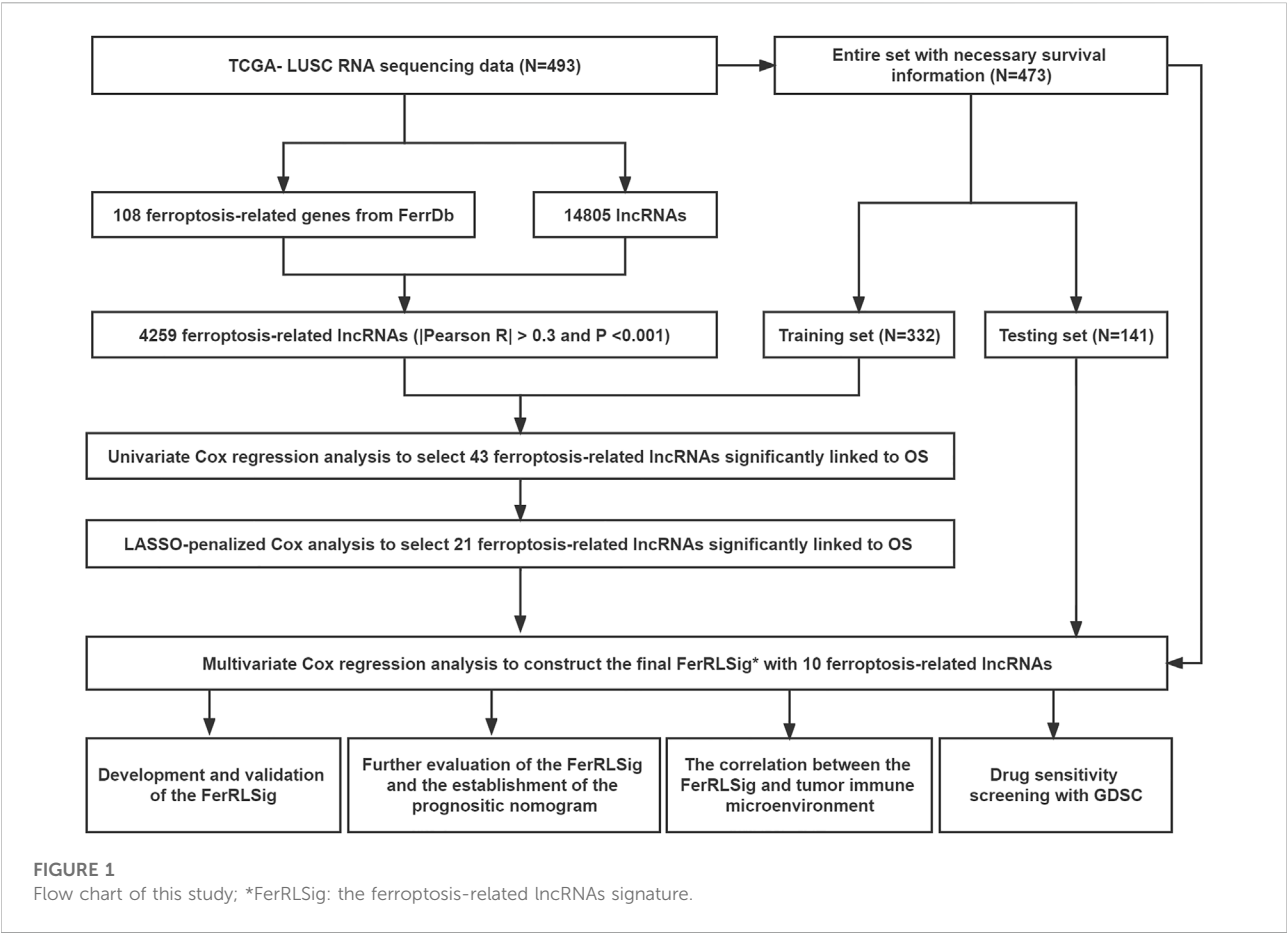 TCGA- LUSC RNA sequencing data (N=493)
Entire set with necessary survival
information (N=473)
108 ferroptosis-related genes from FerrDb
14805 lncRNAs
4259 ferroptosis-related lncRNAs (|Pearson R| > 0.3 and P <0.001)
Training set (N=332)
Testing set (N=141)
Univariate Cox regression analysis to select 43 ferroptosis-related lncRNAs significantly linked to OS
LASSO-penalized Cox analysis to select 21 ferroptosis-related lncRNAs significantly linked to OS
Multivariate Cox regression analysis to construct the final FerRLSig* with 10 ferroptosis-related lncRNAs
Development and validation
of the FerRLSig
Further evaluation of the FerRLSig
and the establishment of the
prognositic nomogram
The correlation between the
FerRLSig and tumor immune
microenvironment
Drug sensitivity
screening with GDSC
FIGURE 1
Flow chart of this study; *FerRLSig: the ferroptosis-related lncRNAs signature.